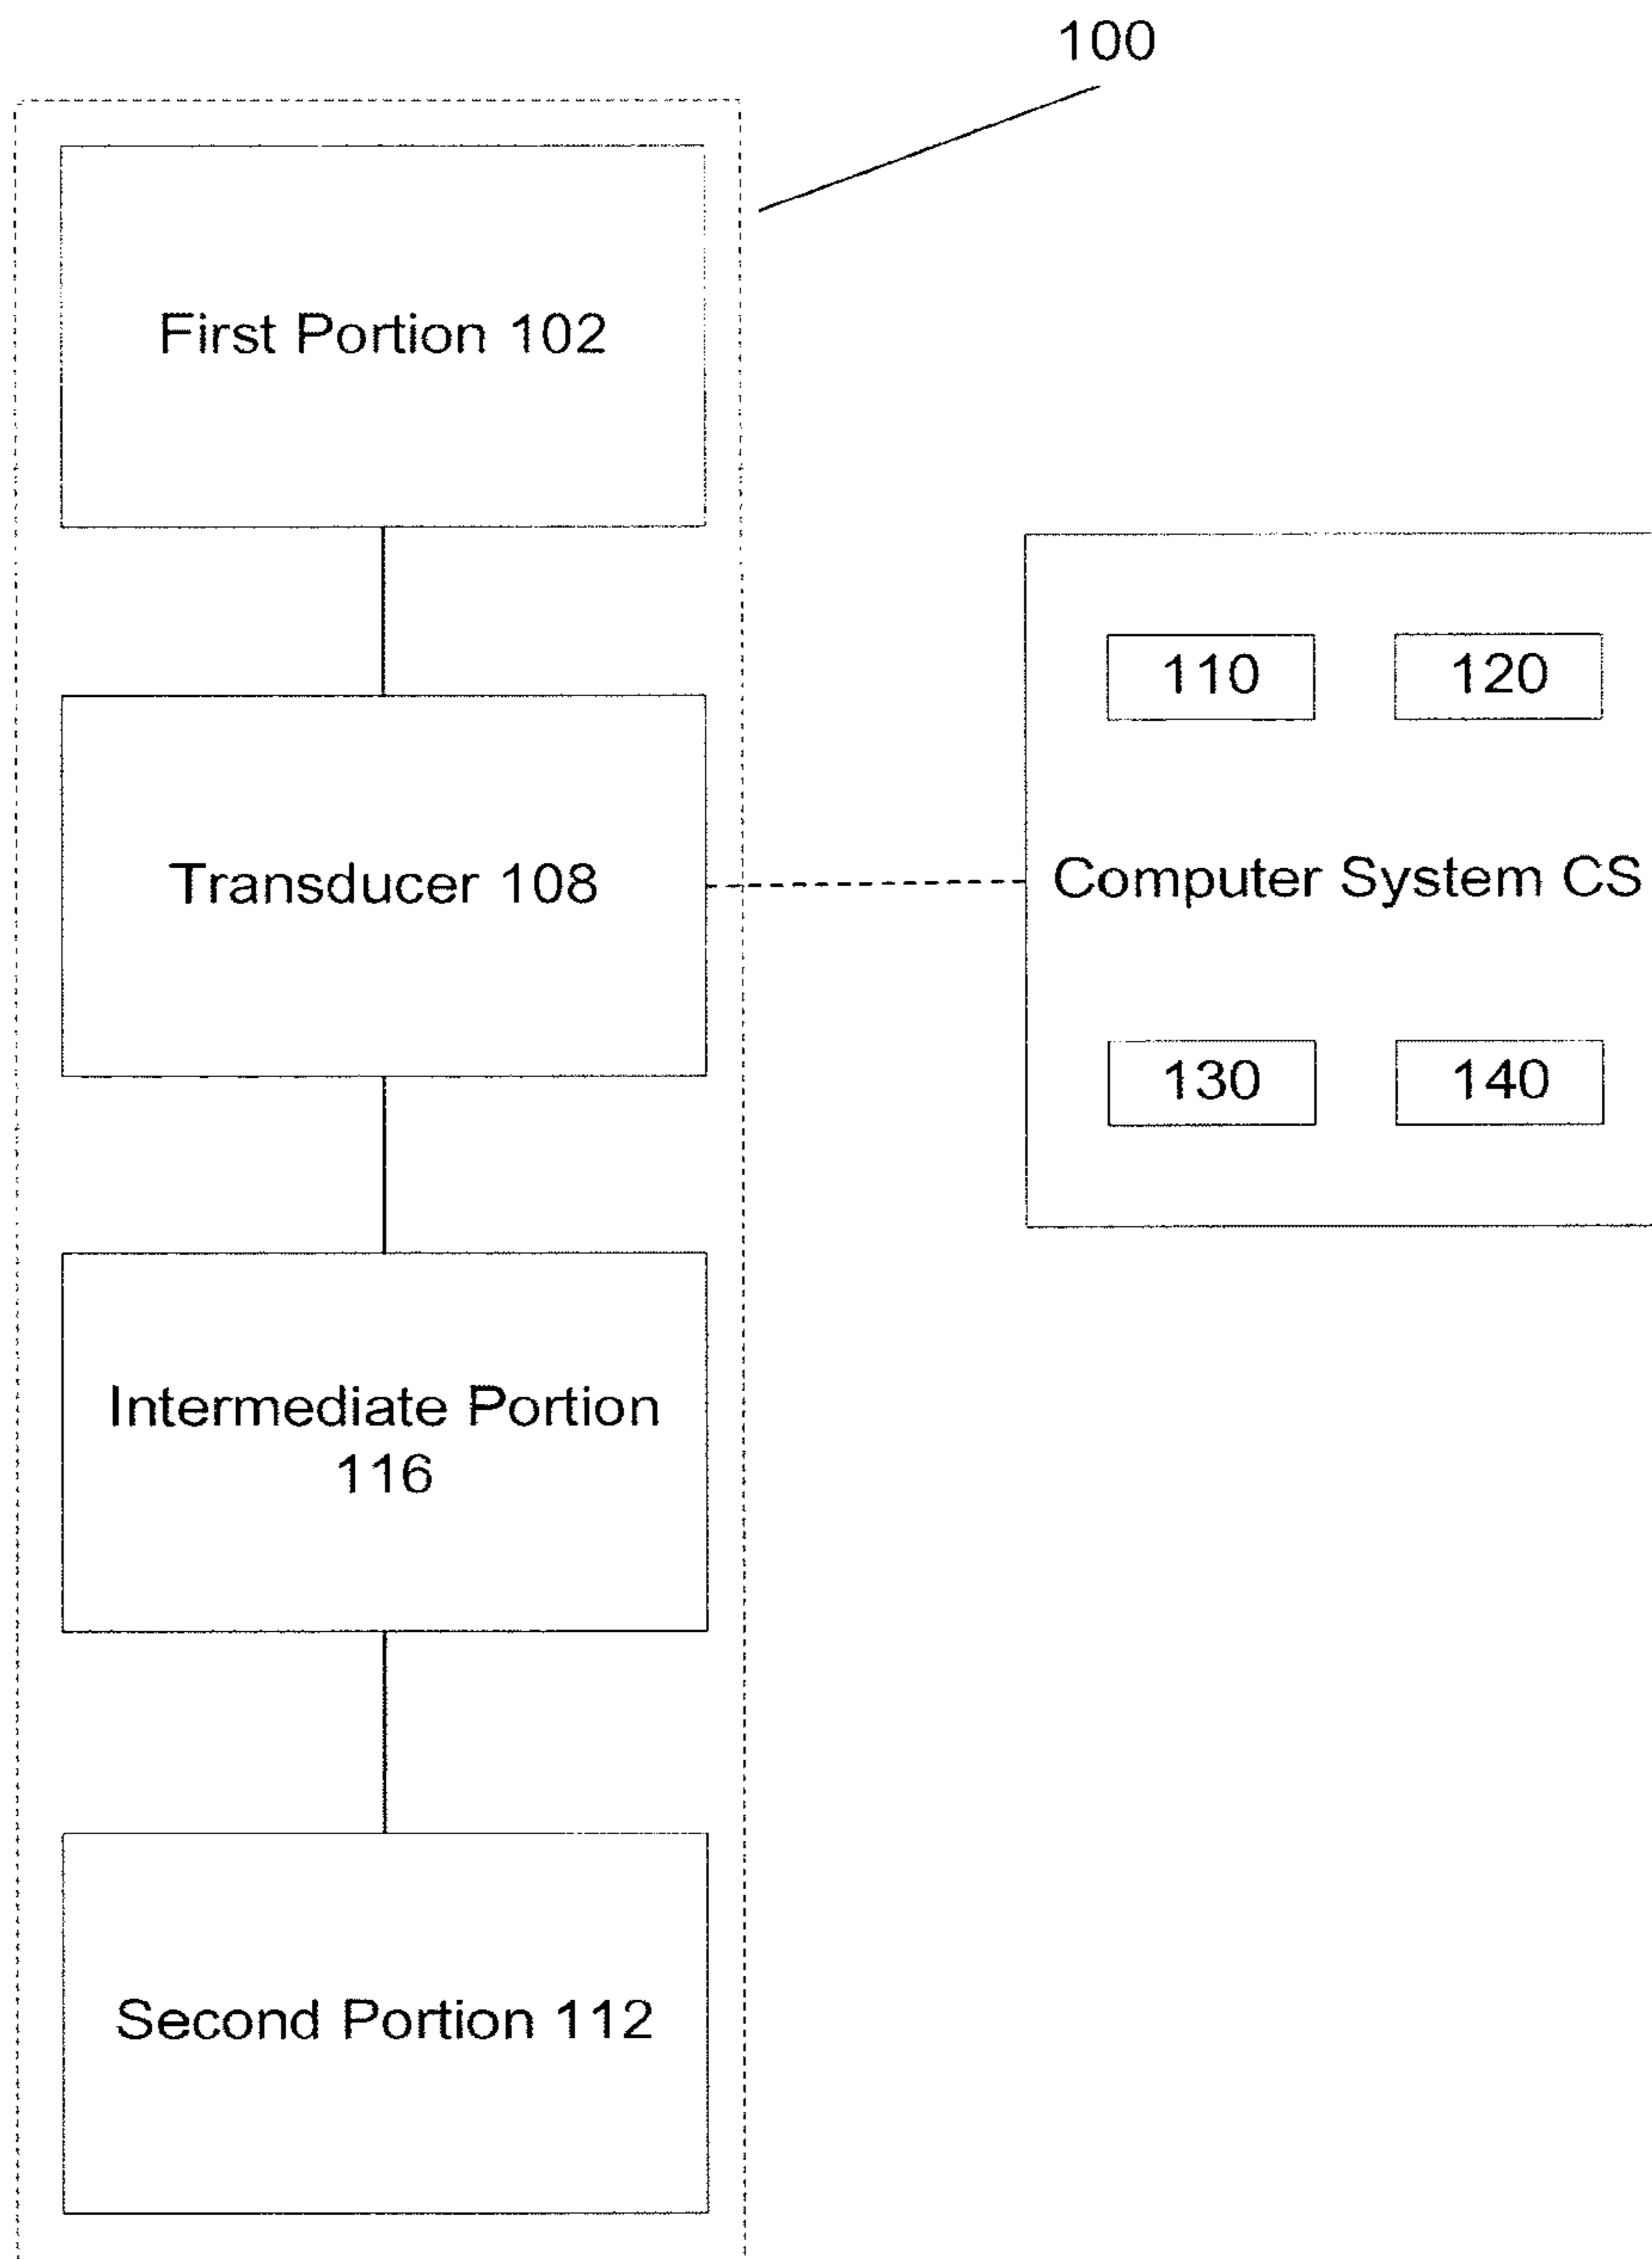 100
First Portion 102
110
120
Transducer 108
Computer System CS
130
140
Intermediate Portion
116
Second Portion 112